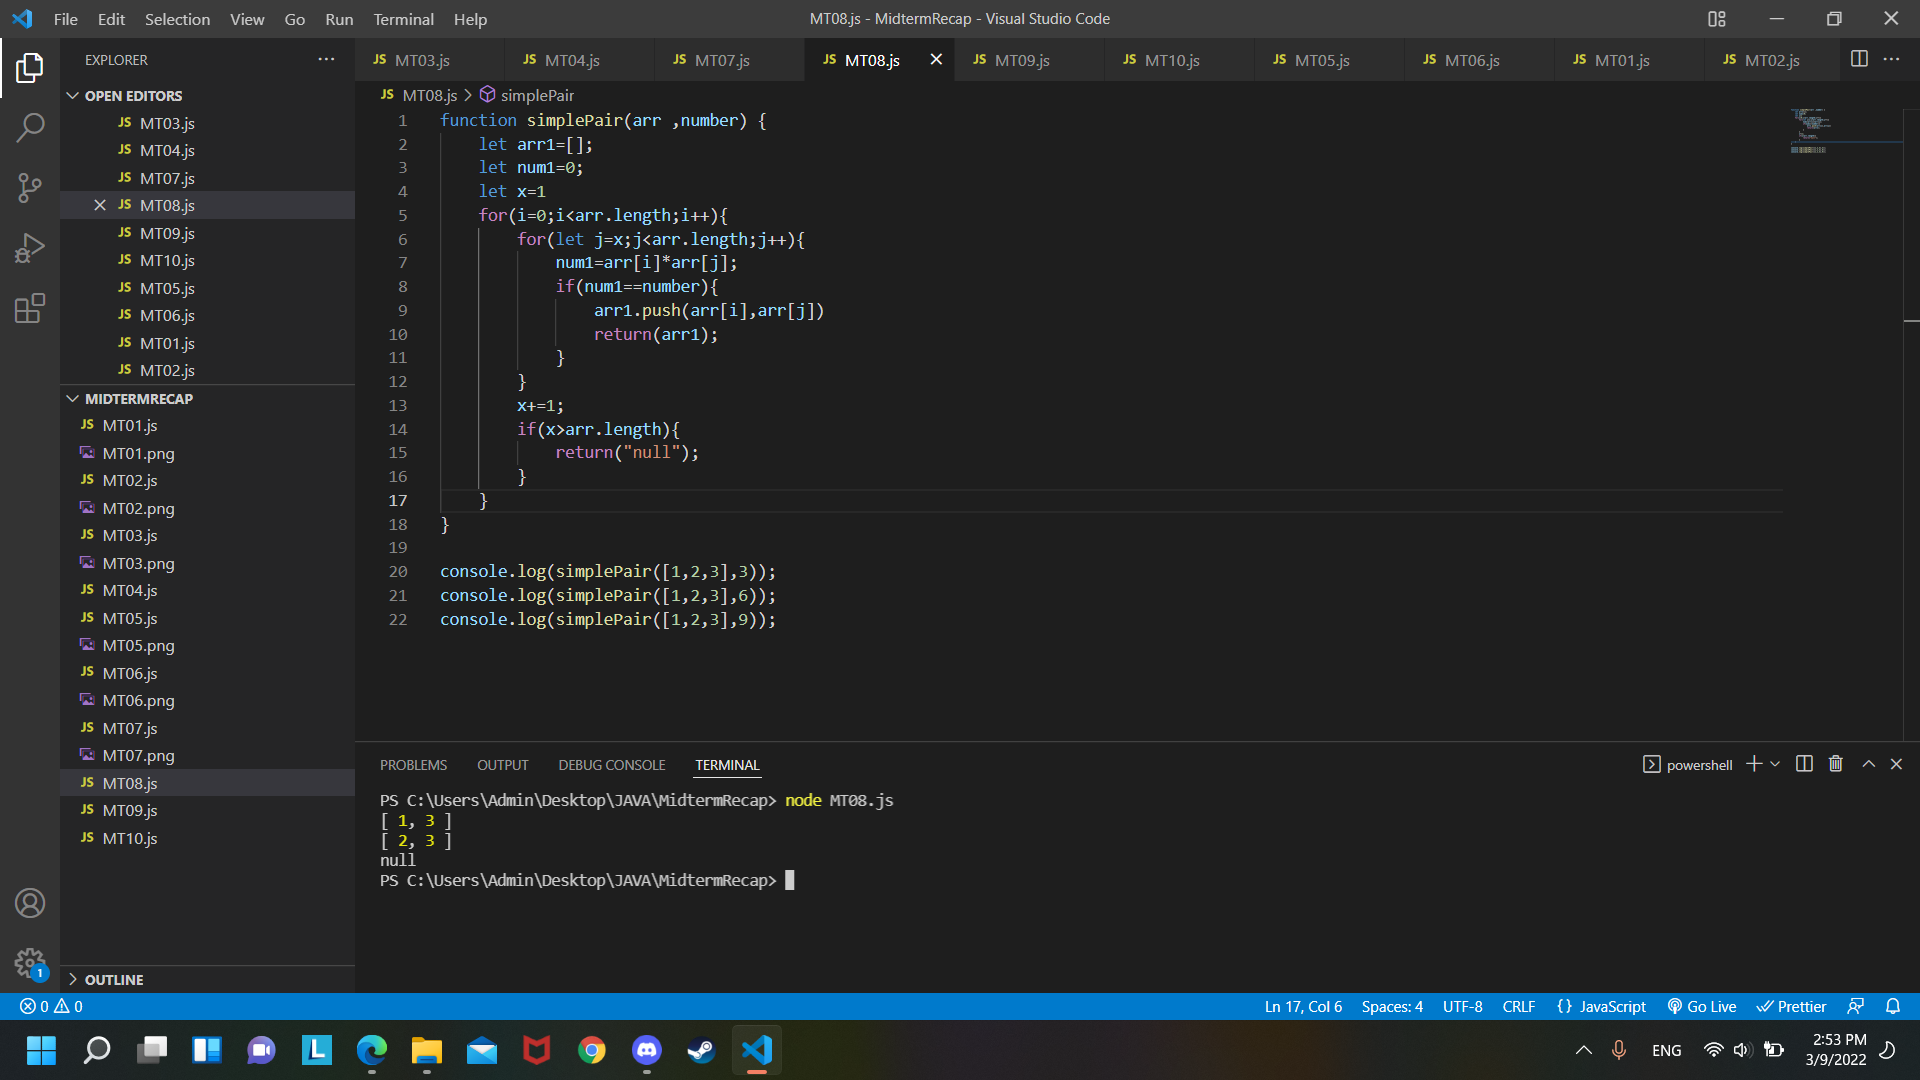 File Edit Selection View Go Run Terminal Help
MT08.js - MidtermRecap - Visual Studio Code
EXPLORER
OPEN EDITORS
JS MT03.js
JS MT04.js
JS MT07.js
JS MT08.js
JS MT09.js
JS MT10.js
JS MT05.js
JS MT06.js
JS MT01.js
JS MT02.js
MIDTERMRECAP
JS MT01.js
MT01.png
JS MT02.js
MT02.png
JS MT03.js
MT03.png
JS MT04.js
JS MT05.js
MT05.png
JS MT06.js
MT06.png
JS MT07.js
MT07.png
JS MT08.js
JS MT09.js
JS MT10.js
OUTLINE
JS MT03.js JS MT04.js JS MT07.js JS MT08.js JS MT09.js JS MT10.js JS MT05.js JS MT06.js JS MT01.js JS MT02.js
JS MT08.js > simplePair
1 function simplePair(arr ,number) {
2 let arr1=[];
3 let num1=0;
4 let x=1
5 for(i=0;i<arr.length;i++){
6 for(let j=x;j<arr.length;j++){
7 num1=arr[i]*arr[j];
8 if(num1==number){
9 arr1.push(arr[i],arr[j])
10 return(arr1);
11 }
12 }
13 x+=1;
14 if(x>arr.length){
15 return("null");
16 }
17 }
18 }
19
20 console.log(simplePair([1,2,3],3));
21 console.log(simplePair([1,2,3],6));
22 console.log(simplePair([1,2,3],9));
PROBLEMS OUTPUT DEBUG CONSOLE TERMINAL
powershell
PS C:\Users\Admin\Desktop\JAVA\MidtermRecap> node MT08.js
[ 1, 3 ]
[ 2, 3 ]
null
PS C:\Users\Admin\Desktop\JAVA\MidtermRecap>
1
0 0
Ln 17, Col 6 Spaces: 4 UTF-8 CRLF {} JavaScript Go Live Prettier
L
ENG
2:53 PM
3/9/2022